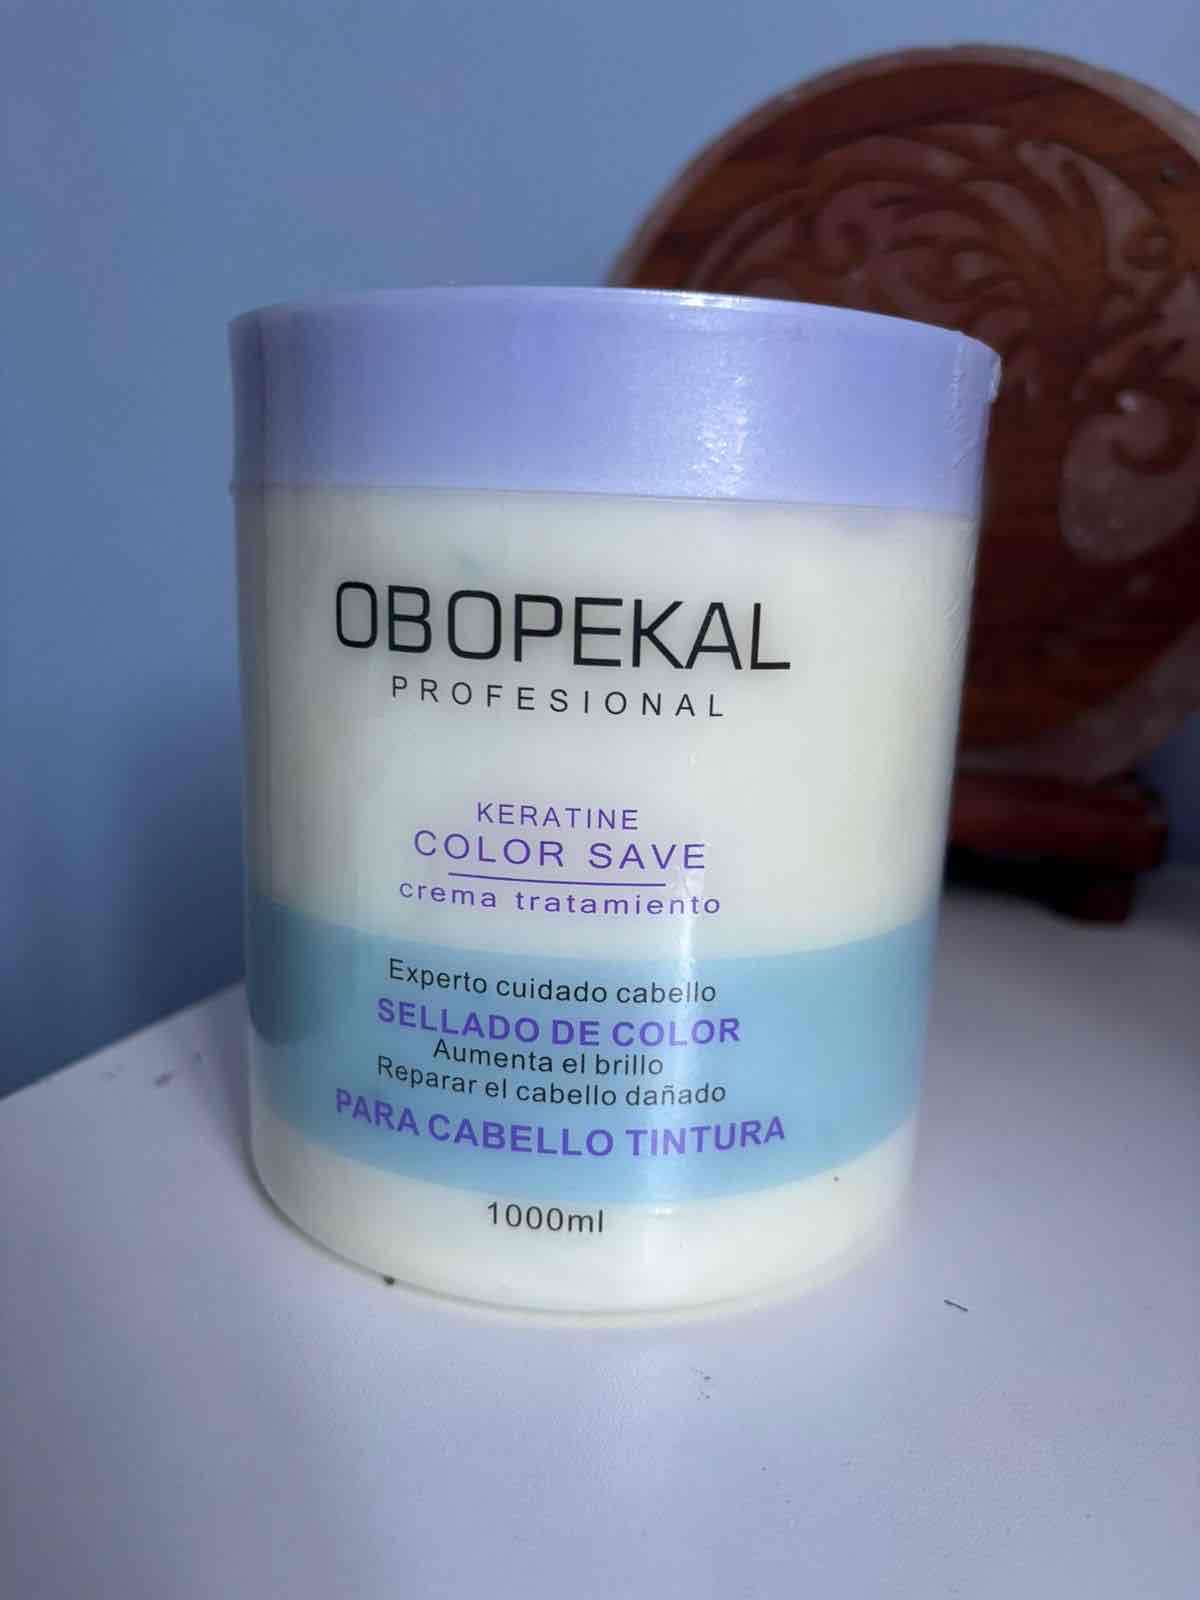 OBOPEKAL
PROFESIONAL
KERATINE
COLOR SAVE
crema tratamiento
Experto cuidado cabello
SELLADO DE COLOR
Aumenta el brillo
Reparar el cabello dañado
PARA CABELLO TINTURA
1000ml